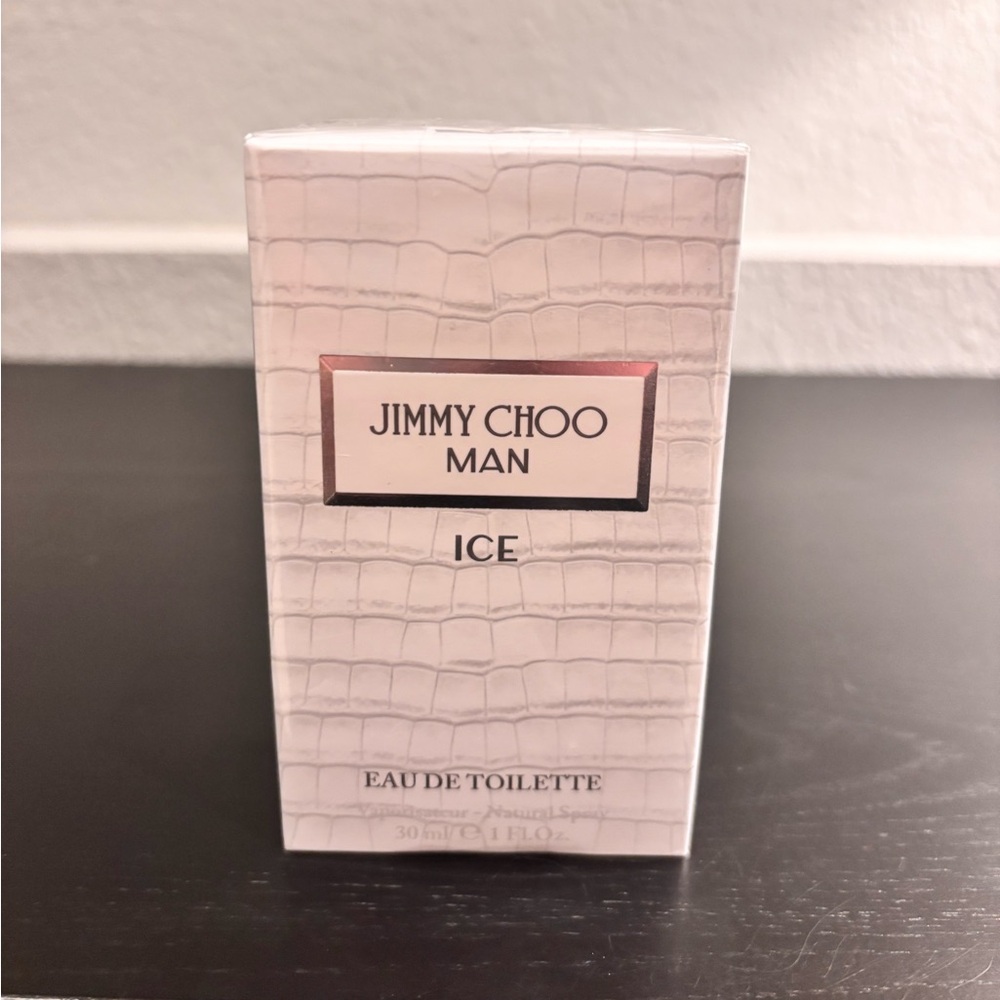 JIMMY CHOO
MAN
ICE
EAU DE TOILETTE
Vaporisateur - Natural Spray
30 ml ℮ 1 FL.Oz.